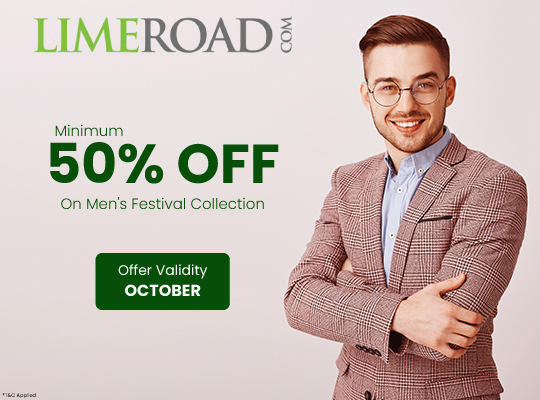 LIMEROAD.COM
Minimum
50% OFF
On Men's Festival Collection
Offer Validity
OCTOBER
*T&C Applied